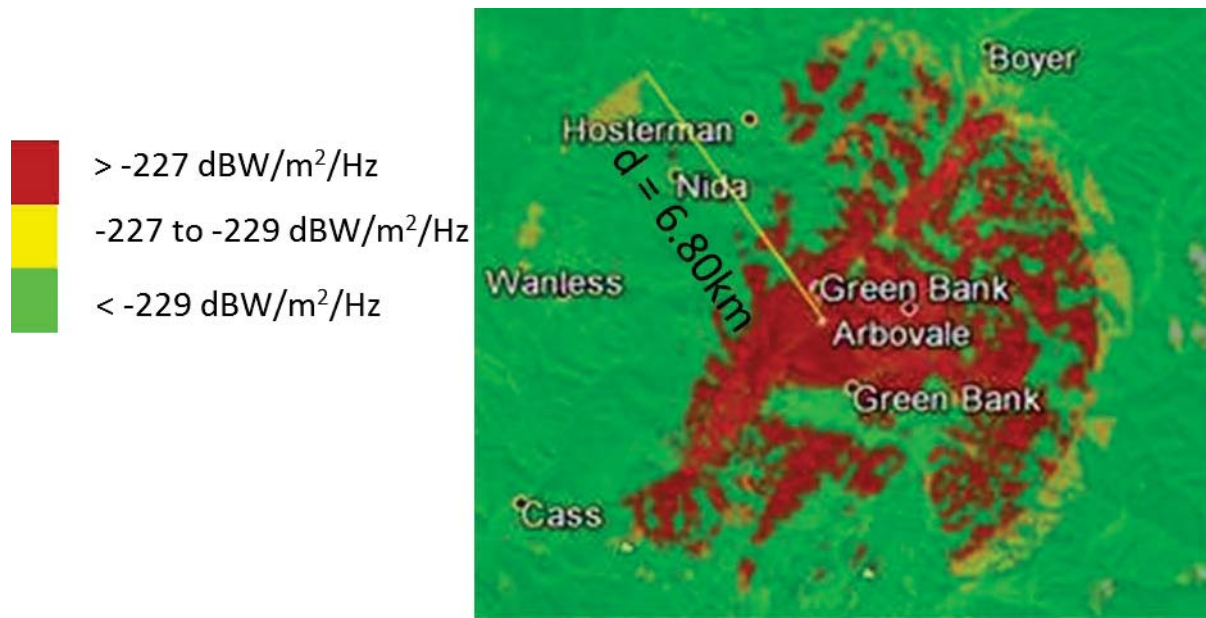 > -227 dBW/m²/Hz
-227 to -229 dBW/m²/Hz
< -229 dBW/m²/Hz
Boyer
Hosterman
Nida
d = 6.80km
Wanless
Green Bank
Arbovale
Green Bank
Cass